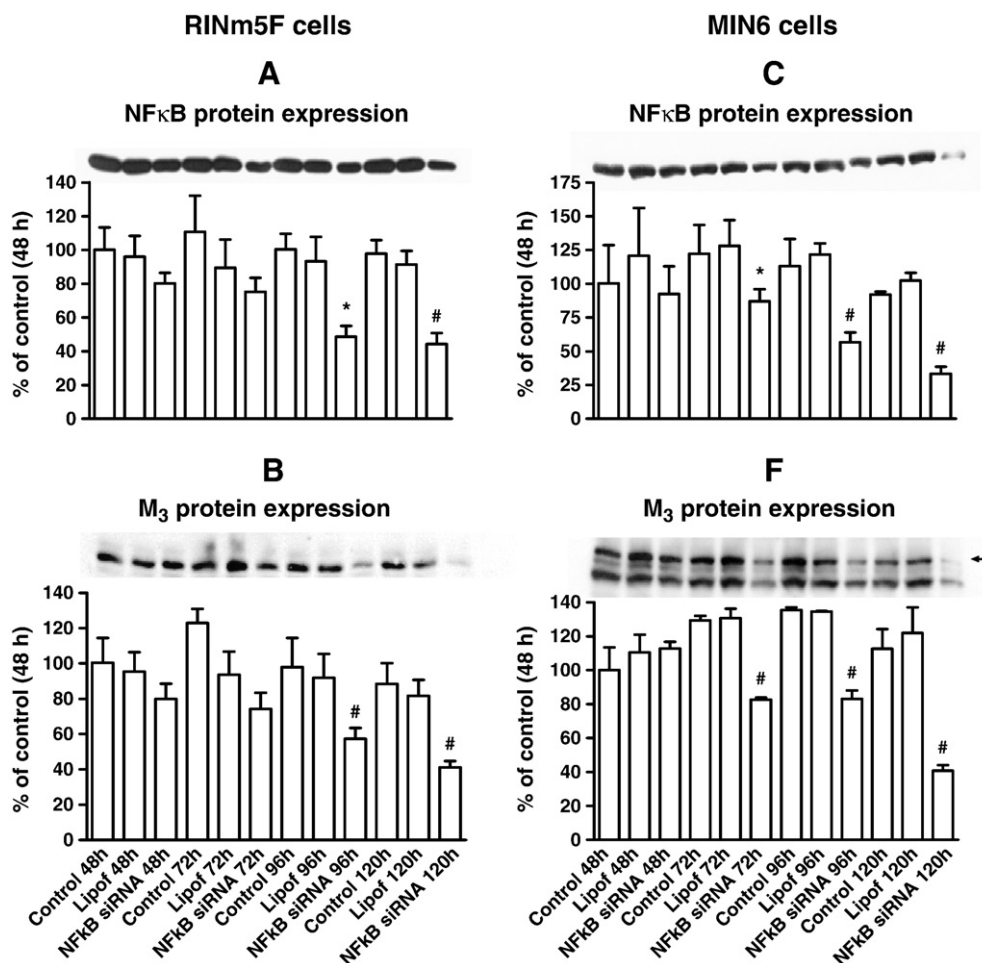 RINm5F cells
A
NFκB protein expression
% of control (48 h)
140
120
100
80
60
40
20
0
*
#
MIN6 cells
C
NFκB protein expression
% of control (48 h)
175
150
125
100
75
50
25
0
*
#
#
B
M3 protein expression
% of control (48 h)
140
120
100
80
60
40
20
0
#
#
Control 48h
Lipof 48h
NFkB siRNA 48h
Control 72h
Lipof 72h
NFkB siRNA 72h
Control 96h
Lipof 96h
NFkB siRNA 96h
Control 120h
Lipof 120h
NFkB siRNA 120h
F
M3 protein expression
% of control (48 h)
140
120
100
80
60
40
20
0
#
#
#
Control 48h
Lipof 48h
NFkB siRNA 48h
Control 72h
Lipof 72h
NFkB siRNA 72h
Control 96h
Lipof 96h
NFkB siRNA 96h
Control 120h
Lipof 120h
NFkB siRNA 120h